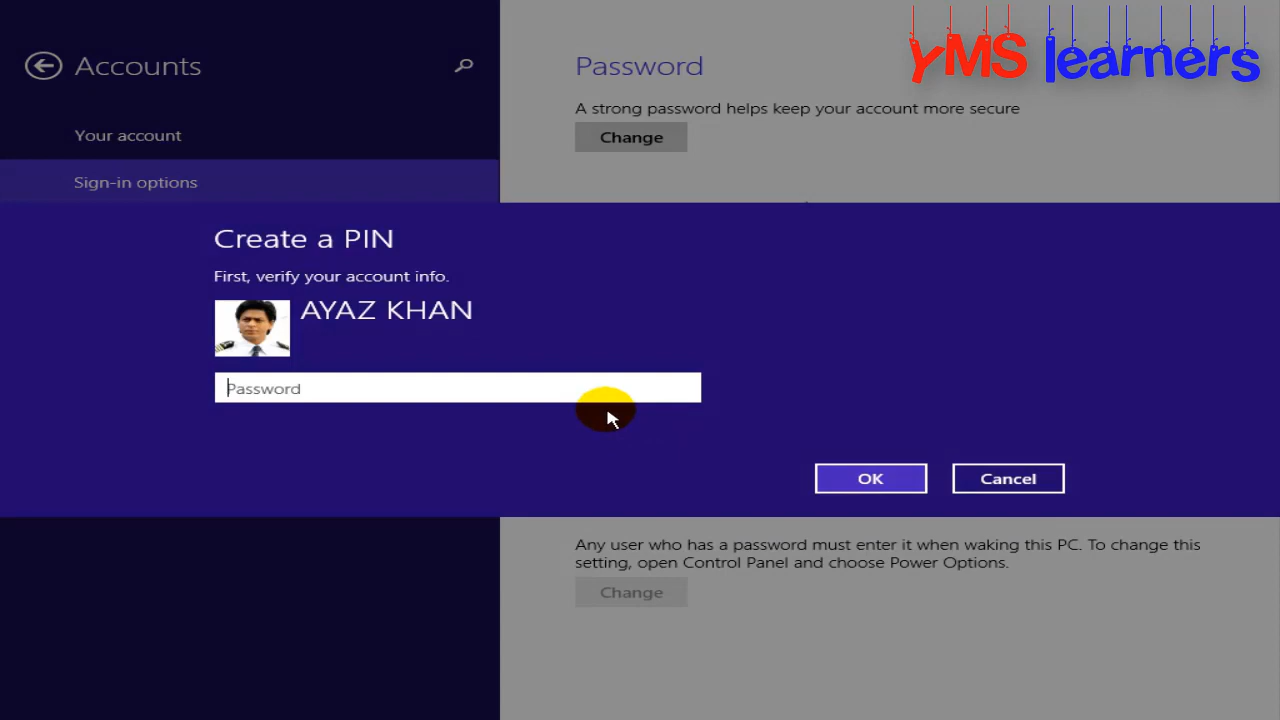 Accounts
Your account
Sign-in options
Password
YMS learners
A strong password helps keep your account more secure
Change
Create a PIN
First, verify your account info.
AYAZ KHAN
Password
OK
Cancel
Any user who has a password must enter it when waking this PC. To change this
setting, open Control Panel and choose Power Options.
Change